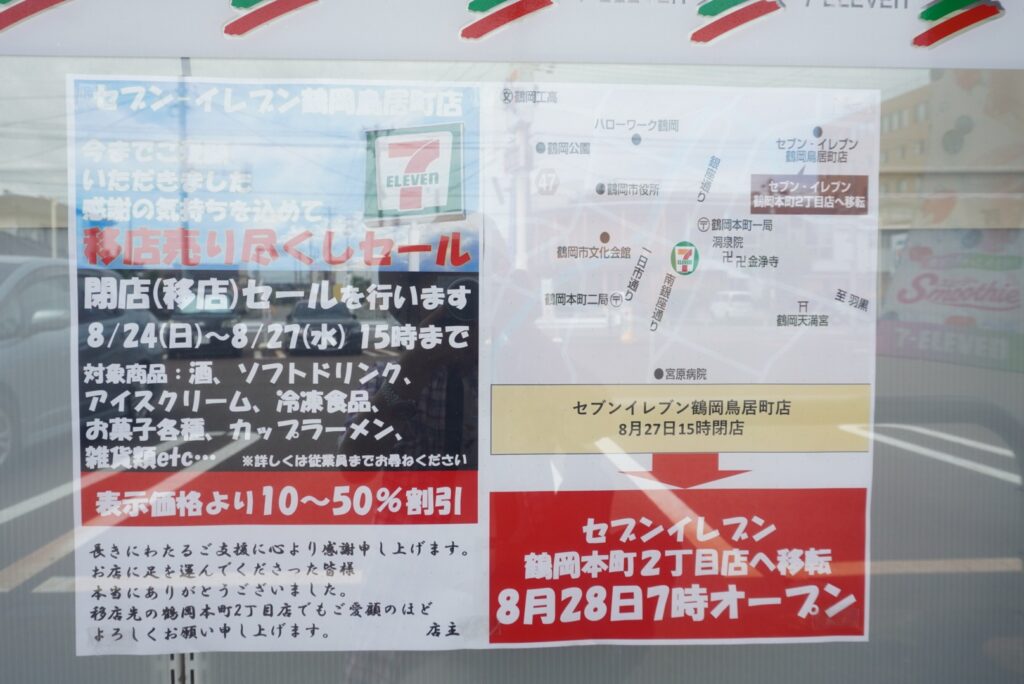 7-ELEVEN
セブン-イレブン鶴岡鳥居町店
今までご
いただきました
感謝の気持ちを込めて
移店売り尽くしセール
7
ELEVEN
閉店(移店)セールを行います
8/24(日)～8/27(水) 15時まで
対象商品：酒、ソフトドリンク、
アイスクリーム、冷凍食品、
お菓子各種、カップラーメン、
雑貨類etc… ※詳しくは従業員までお尋ねください
表示価格より10～50%割引
長きにわたるご支援に心より感謝申し上げます。
お店に足を運んでくださった皆様
本当にありがとうございました。
移転先の鶴岡本町2丁目店でもご愛顧のほど
よろしくお願い申し上げます。 店主
文 鶴岡工高
ハローワーク鶴岡
鶴岡公園
セブン・イレブン
鶴岡鳥居町店
47
鶴岡市役所
銀座通り
セブン・イレブン
鶴岡本町2丁目店へ移転
〒鶴岡本町一局
洞泉院
卍 卍金浄寺
鶴岡市文化会館
一日市通り
7
ELEVEN
南銀座通り
鶴岡本町二局〒
至 羽黒
鶴岡天満宮
宮原病院
セブンイレブン鶴岡鳥居町店
8月27日15時閉店
セブンイレブン
鶴岡本町2丁目店へ移転
8月28日7時オープン
Smoothie
7-ELEVEN